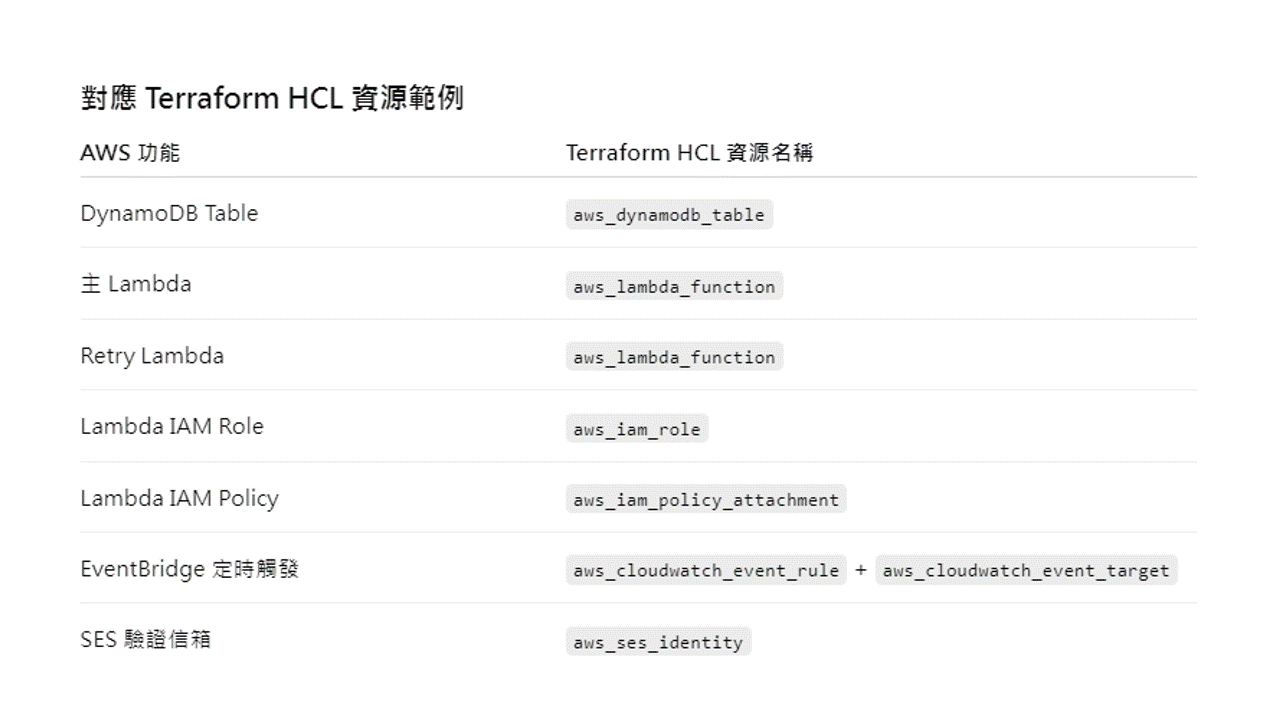 對應 Terraform HCL 資源範例
AWS 功能 Terraform HCL 資源名稱
DynamoDB Table aws_dynamodb_table
主 Lambda aws_lambda_function
Retry Lambda aws_lambda_function
Lambda IAM Role aws_iam_role
Lambda IAM Policy aws_iam_policy_attachment
EventBridge 定時觸發 aws_cloudwatch_event_rule + aws_cloudwatch_event_target
SES 驗證信箱 aws_ses_identity